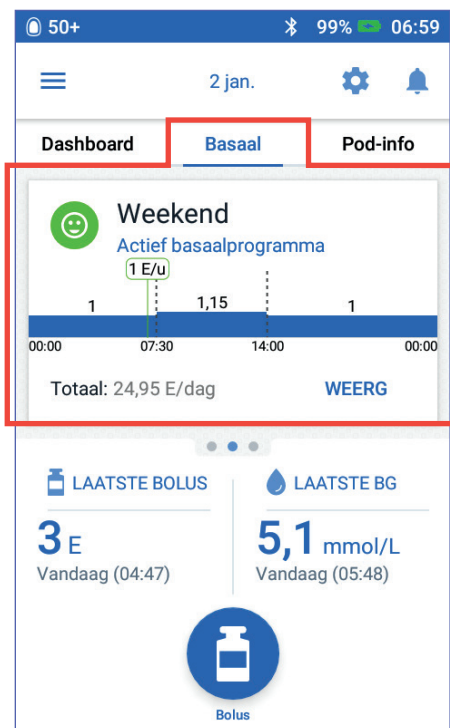 50+ 99% 06:59
2 jan.
Dashboard Basaal Pod-info
Weekend
Actief basaalprogramma
1 E/u
1 1,15 1
00:00 07:30 14:00 00:00
Totaal: 24,95 E/dag WEERG
LAATSTE BOLUS LAATSTE BG
3 E 5,1 mmol/L
Vandaag (04:47) Vandaag (05:48)
Bolus